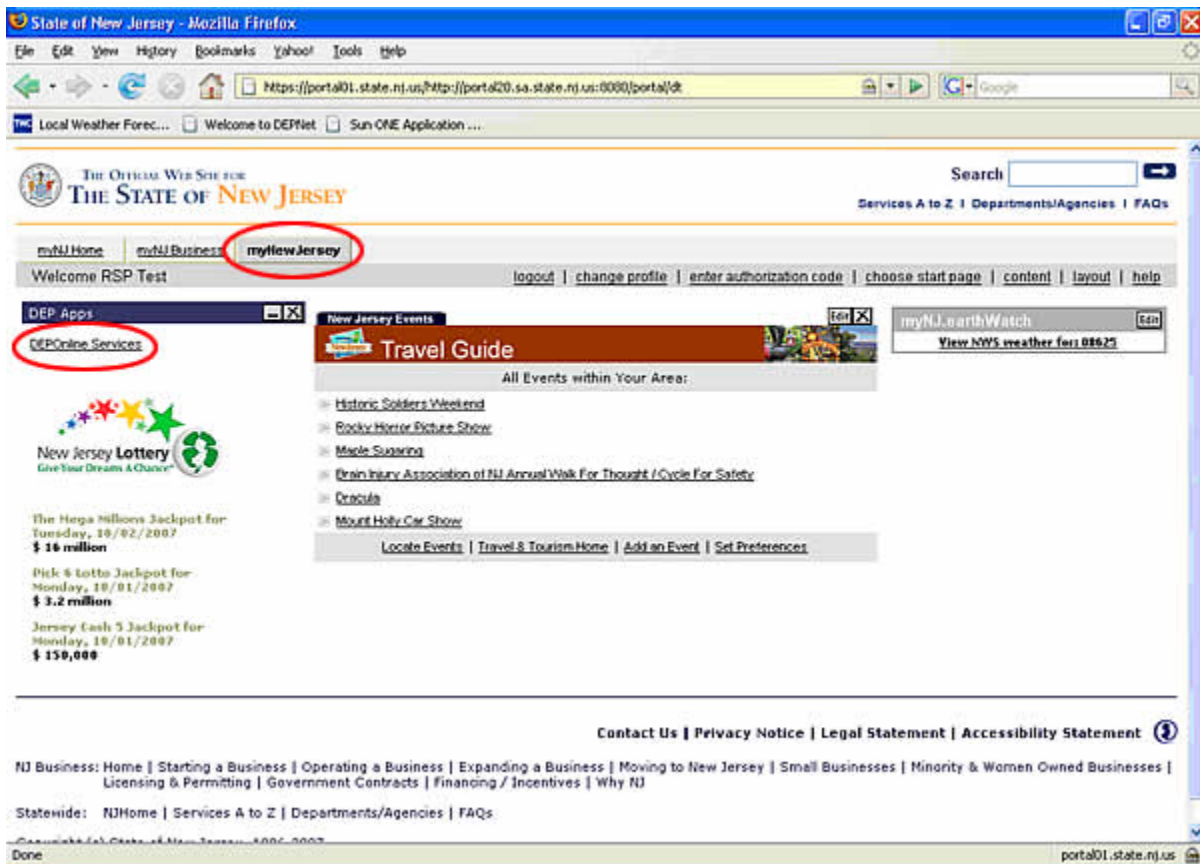 State of New Jersey - Mozilla Firefox
File Edit View History Bookmarks Yahoo! Tools Help
https://portal01.state.nj.us/http://portal20.sa.state.nj.us:8080/portal/dt
Google
TWC Local Weather Forec... Welcome to DEPNet Sun ONE Application ...
THE OFFICIAL WEB SITE FOR
THE STATE OF NEW JERSEY
Search
Services A to Z | Departments/Agencies | FAQs
myNJ Home myNJ Business myNewJersey
Welcome RSP Test
logout | change profile | enter authorization code | choose start page | content | layout | help
DEP Apps
DEPOnline Services
New Jersey Lottery
Give Your Dreams A Chance
The Mega Millions Jackpot for
Tuesday, 10/02/2007
$ 16 million
Pick 6 Lotto Jackpot for
Monday, 10/01/2007
$ 3.2 million
Jersey Cash 5 Jackpot for
Monday, 10/01/2007
$ 150,000
New Jersey Events Edit
Travel Guide
All Events within Your Area:
Historic Soldiers Weekend
Rocky Horror Picture Show
Maple Sugaring
Brain Injury Association of NJ Annual Walk For Thought / Cycle For Safety
Dracula
Mount Holly Car Show
Locate Events | Travel & Tourism Home | Add an Event | Set Preferences
myNJ.earthWatch Edit
View NWS weather for: 08625
Contact Us | Privacy Notice | Legal Statement | Accessibility Statement
NJ Business: Home | Starting a Business | Operating a Business | Expanding a Business | Moving to New Jersey | Small Businesses | Minority & Women Owned Businesses |
Licensing & Permitting | Government Contracts | Financing / Incentives | Why NJ
Statewide: NJHome | Services A to Z | Departments/Agencies | FAQs
Copyright (c) State of New Jersey, 1996-2007
Done
portal01.state.nj.us